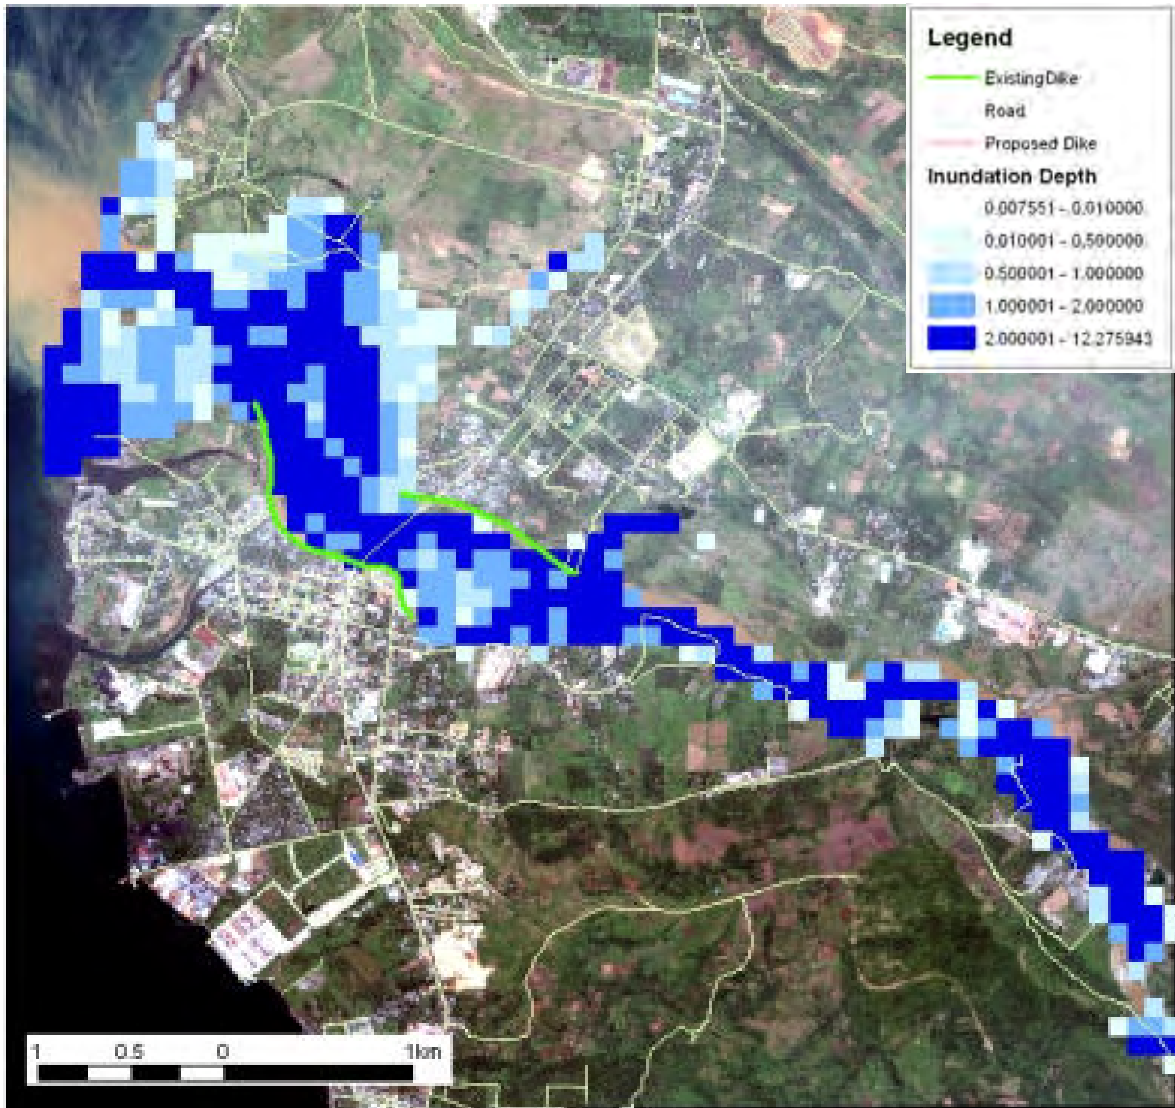 Legend
ExistingDike
Road
Proposed Dike
Inundation Depth
0.007551 - 0.010000
0.010001 - 0.500000
0.500001 - 1.000000
1.000001 - 2.000000
2.000001 - 12.275943
1 0.5 0 1km